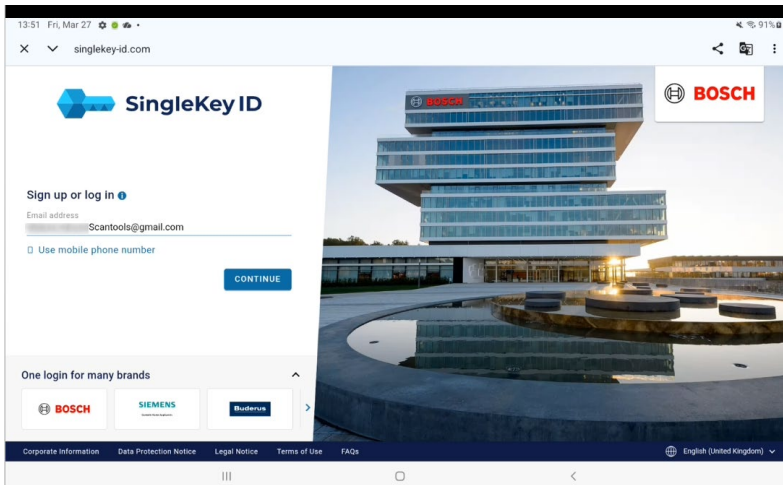 13:51 Fri, Mar 27
91%
singlekey-id.com
SingleKey ID
BOSCH
BOSCH
Sign up or log in
Email address
Scantools@gmail.com
Use mobile phone number
CONTINUE
One login for many brands
BOSCH
SIEMENS
Buderus
Corporate Information Data Protection Notice Legal Notice Terms of Use FAQs
English (United Kingdom)